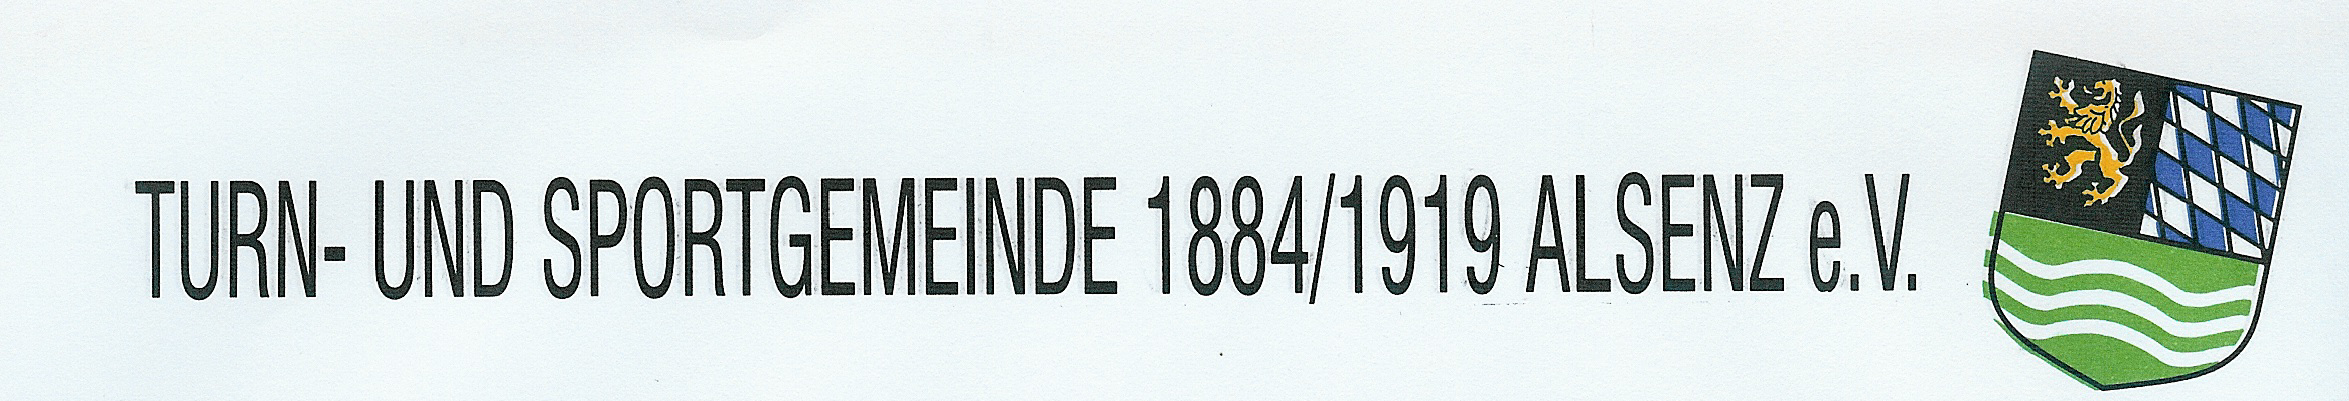 TURN- UND SPORTGEMEINDE 1884/1919 ALSENZ e.V.